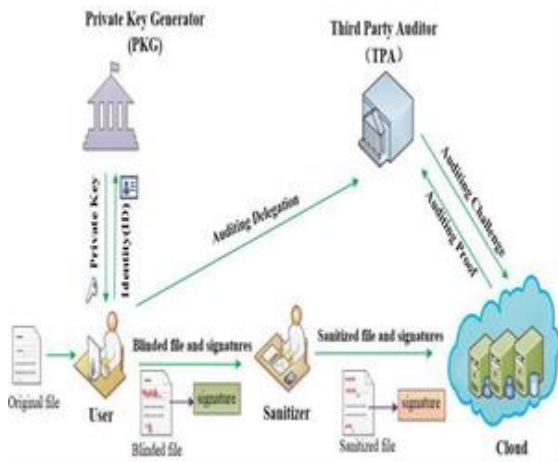 Private Key Generator
(PKG)
Third Party Auditor
(TPA)
Private Key
Identity(ID)
Auditing Delegation
Auditing Challenge
Auditing Proof
Original file
User
Blinded file and signatures
Blinded file
signature
Sanitizer
Sanitized file and signatures
Sanitized file
signature
Cloud